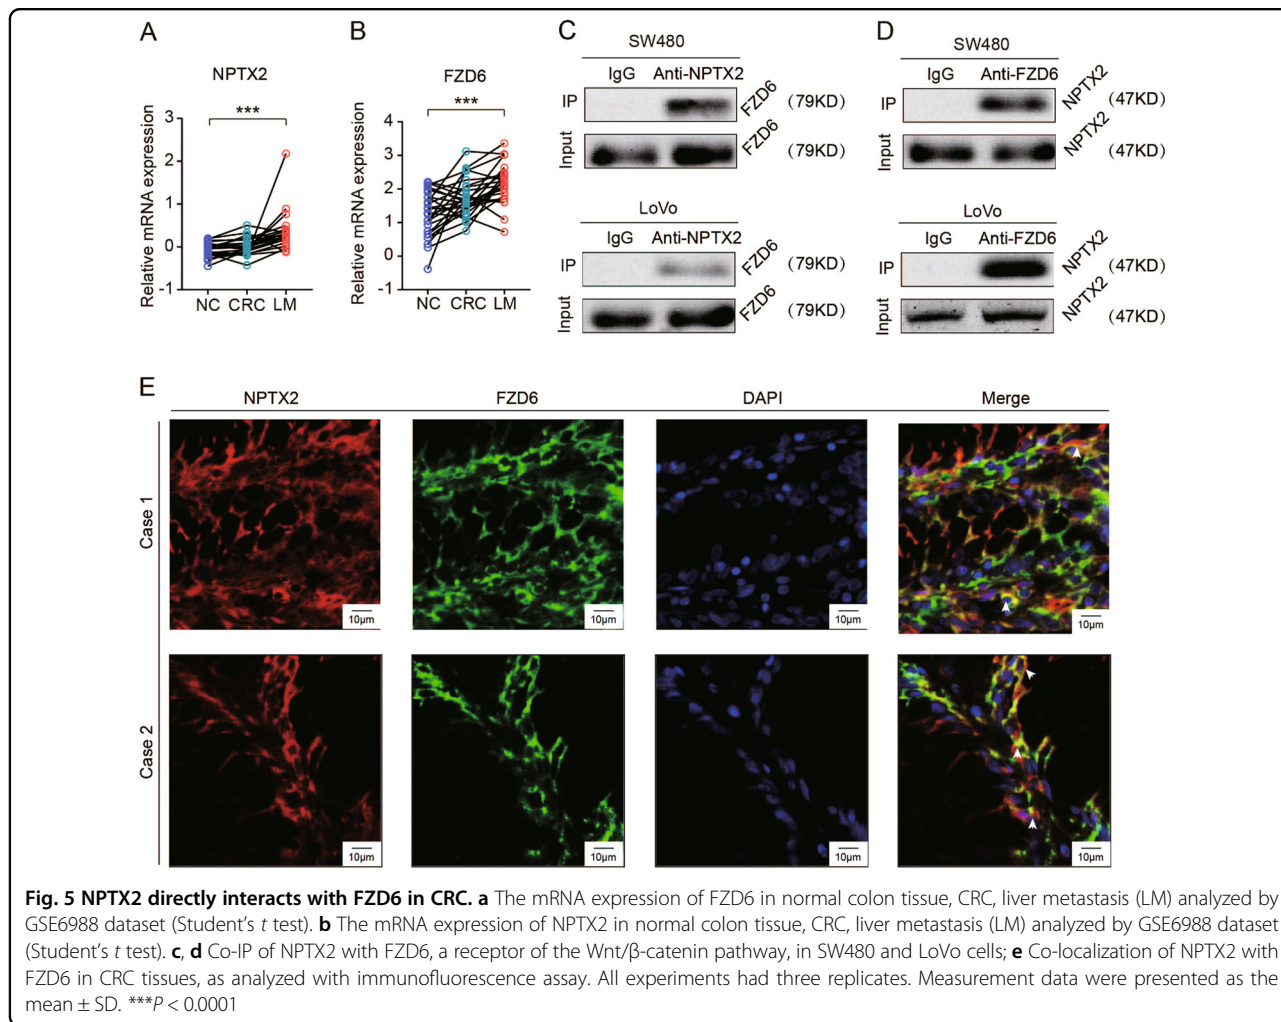 A
B
C
D
NPTX2
***
Relative mRNA expression
3
2
1
0
-1
NC CRC LM
FZD6
***
Relative mRNA expression
4
3
2
1
0
-1
NC CRC LM
SW480
IgG Anti-NPTX2
IP FZD6 (79KD)
Input FZD6 (79KD)
LoVo
IgG Anti-NPTX2
IP FZD6 (79KD)
Input FZD6 (79KD)
SW480
IgG Anti-FZD6
IP NPTX2 (47KD)
Input NPTX2 (47KD)
LoVo
IgG Anti-FZD6
IP NPTX2 (47KD)
Input NPTX2 (47KD)
E
NPTX2 FZD6 DAPI Merge
Case 1
10μm 10μm 10μm 10μm
Case 2
10μm 10μm 10μm 10μm
Fig. 5 NPTX2 directly interacts with FZD6 in CRC. a The mRNA expression of FZD6 in normal colon tissue, CRC, liver metastasis (LM) analyzed by
GSE6988 dataset (Student's t test). b The mRNA expression of NPTX2 in normal colon tissue, CRC, liver metastasis (LM) analyzed by GSE6988 dataset
(Student's t test). c, d Co-IP of NPTX2 with FZD6, a receptor of the Wnt/β-catenin pathway, in SW480 and LoVo cells; e Co-localization of NPTX2 with
FZD6 in CRC tissues, as analyzed with immunofluorescence assay. All experiments had three replicates. Measurement data were presented as the
mean ± SD. ***P < 0.0001